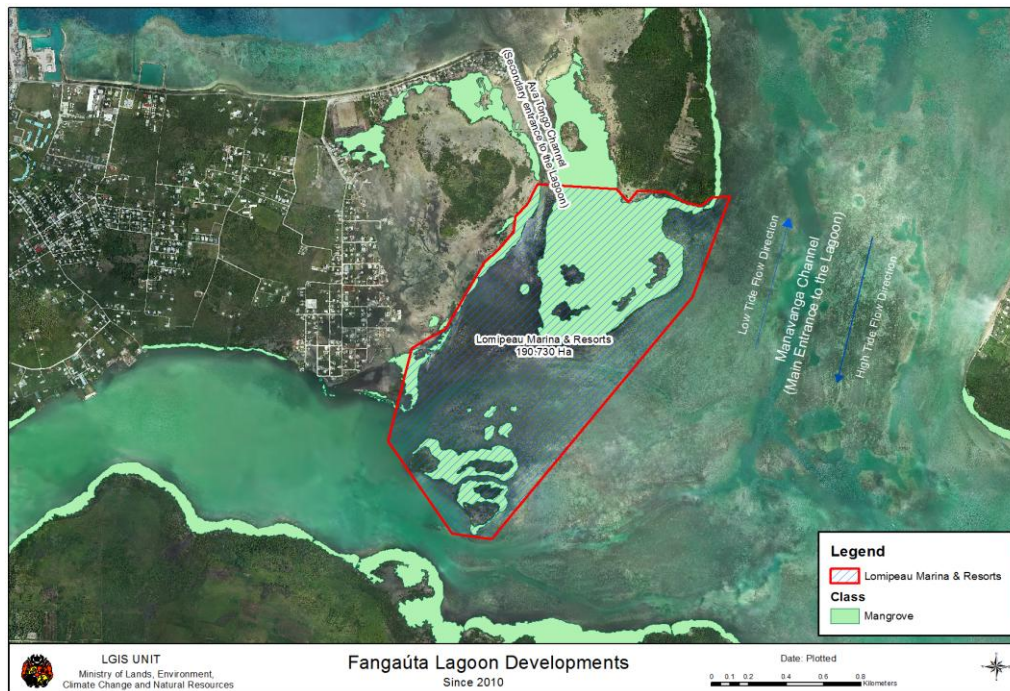 Ava Tongo Channel
(Secondary entrance to the Lagoon)
Lomipeau Marina & Resorts
190.730 Ha
Low Tide Flow Direction
Manavanga Channel
(Main Entrance to the Lagoon)
High Tide Flow Direction
Legend
Lomipeau Marina & Resorts
Class
Mangrove
LGIS UNIT
Ministry of Lands, Environment,
Climate Change and Natural Resources
Fangaúta Lagoon Developments
Since 2010
Date: Plotted
0 0.1 0.2 0.4 0.6 0.8
Kilometers